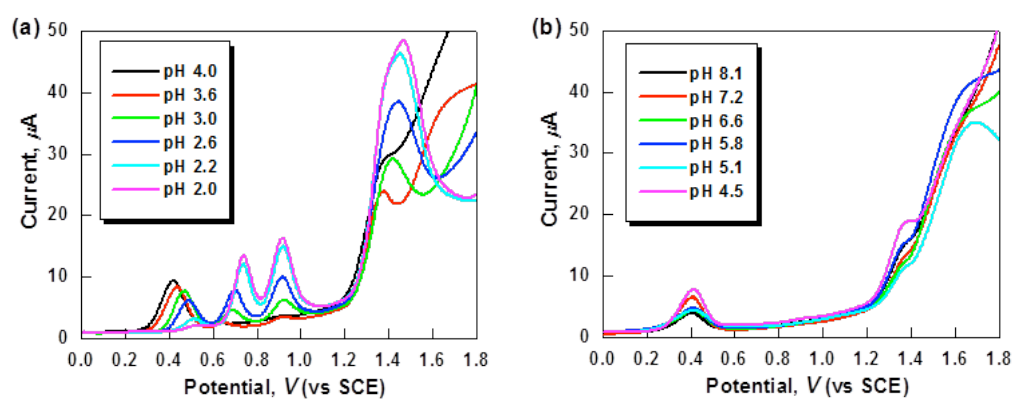 (a)
50
40
30
20
10
0
Current, μA
pH 4.0
pH 3.6
pH 3.0
pH 2.6
pH 2.2
pH 2.0
0.0 0.2 0.4 0.6 0.8 1.0 1.2 1.4 1.6 1.8
Potential, V (vs SCE)
(b)
50
40
30
20
10
0
Current, μA
pH 8.1
pH 7.2
pH 6.6
pH 5.8
pH 5.1
pH 4.5
0.0 0.2 0.4 0.6 0.8 1.0 1.2 1.4 1.6 1.8
Potential, V (vs SCE)